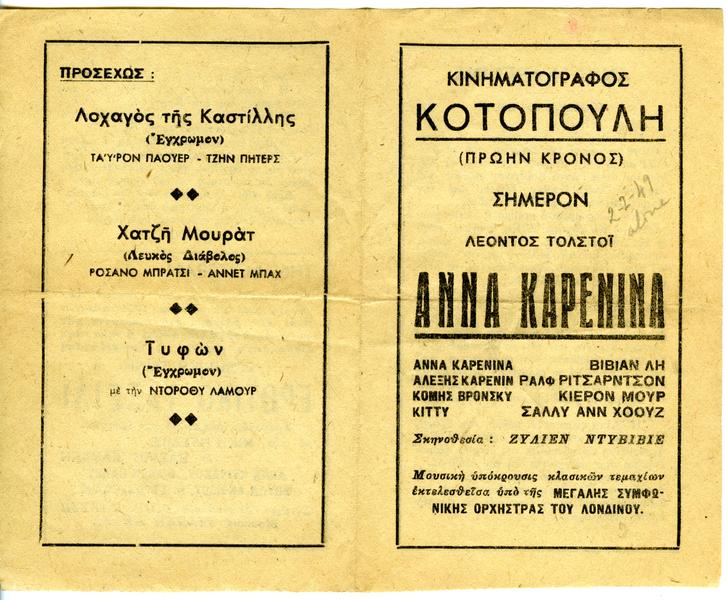 ΠΡΟΣΕΧΩΣ :
Λοχαγὸς τῆς Καστίλλης
(Ἔγχρωμον)
ΤΑΎΡΟΝ ΠΑΟΥΕΡ - ΤΖΗΝ ΠΗΤΕΡΣ
Χατζῆ Μουρὰτ
(Λευκὸς Διάβολος)
ΡΟΣΑΝΟ ΜΠΡΑΤΣΙ - ΑΝΝΕΤ ΜΠΑΧ
Τυφὼν
(Ἔγχρωμον)
μὲ τὴν ΝΤΟΡΟΘΥ ΛΑΜΟΥΡ
ΚΙΝΗΜΑΤΟΓΡΑΦΟΣ
ΚΟΤΟΠΟΥΛΗ
(ΠΡΩΗΝ ΚΡΟΝΟΣ)
ΣΗΜΕΡΟΝ
2-2-49
alone
ΛΕΟΝΤΟΣ ΤΟΛΣΤΟΪ
ΑΝΝΑ ΚΑΡΕΝΙΝΑ
ΑΝΝΑ ΚΑΡΕΝΙΝΑ ΒΙΒΙΑΝ ΛΗ
ΑΛΕΞΗΣ ΚΑΡΕΝΙΝ ΡΑΛΦ ΡΙΤΣΑΡΝΤΣΟΝ
ΚΟΜΗΣ ΒΡΟΝΣΚΥ ΚΙΕΡΟΝ ΜΟΥΡ
ΚΙΤΤΥ ΣΑΛΛΥ ΑΝΝ ΧΟΟΥΖ
Σκηνοθεσία : ΖΥΛΙΕΝ ΝΤΥΒΙΒΙΕ
Μουσικὴ ὑπόκρουσις κλασικῶν τεμαχίων
ἐκτελεσθεῖσα ὑπὸ τῆς ΜΕΓΑΛΗΣ ΣΥΜΦΩ-
ΝΙΚΗΣ ΟΡΧΗΣΤΡΑΣ ΤΟΥ ΛΟΝΔΙΝΟΥ.